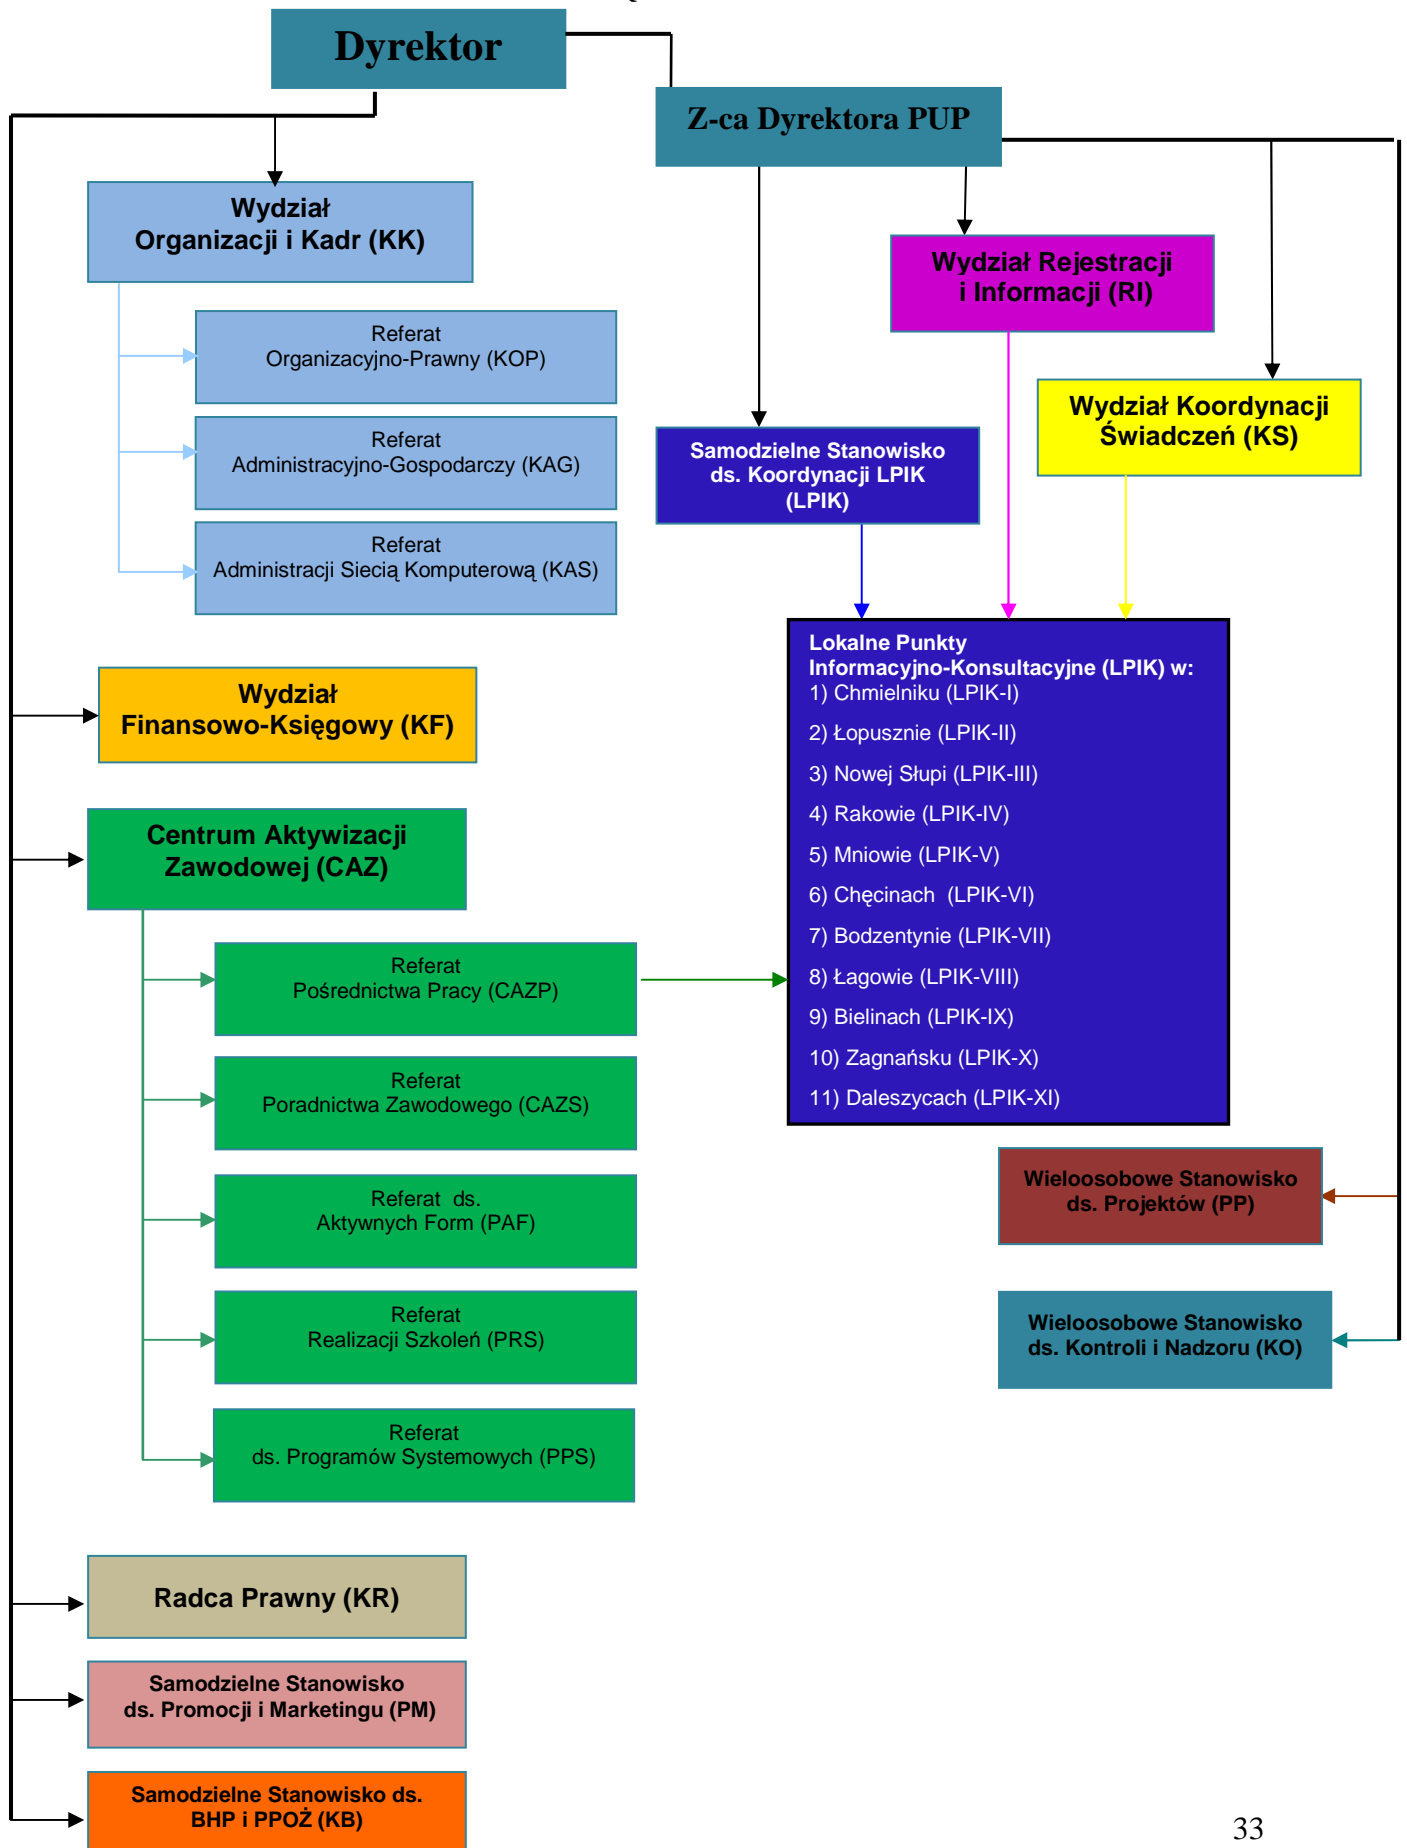 Dyrektor
Z-ca Dyrektora PUP
Wydział
Organizacji i Kadr (KK)
Referat
Organizacyjno-Prawny (KOP)
Referat
Administracyjno-Gospodarczy (KAG)
Referat
Administracji Siecią Komputerową (KAS)
Wydział Rejestracji
i Informacji (RI)
Wydział Koordynacji
Świadczeń (KS)
Samodzielne Stanowisko
ds. Koordynacji LPIK
(LPIK)
Lokalne Punkty
Informacyjno-Konsultacyjne (LPIK) w:
1) Chmielniku (LPIK-I)
2) Łopusznie (LPIK-II)
3) Nowej Słupi (LPIK-III)
4) Rakowie (LPIK-IV)
5) Mniowie (LPIK-V)
6) Chęcinach  (LPIK-VI)
7) Bodzentynie (LPIK-VII)
8) Łagowie (LPIK-VIII)
9) Bielinach (LPIK-IX)
10) Zagnańsku (LPIK-X)
11) Daleszycach (LPIK-XI)
Wydział
Finansowo-Księgowy (KF)
Centrum Aktywizacji
Zawodowej (CAZ)
Referat
Pośrednictwa Pracy (CAZP)
Referat
Poradnictwa Zawodowego (CAZS)
Referat  ds.
Aktywnych Form (PAF)
Referat
Realizacji Szkoleń (PRS)
Referat
ds. Programów Systemowych (PPS)
Wieloosobowe Stanowisko
ds. Projektów (PP)
Wieloosobowe Stanowisko
ds. Kontroli i Nadzoru (KO)
Radca Prawny (KR)
Samodzielne Stanowisko
ds. Promocji i Marketingu (PM)
Samodzielne Stanowisko ds.
BHP i PPOŻ (KB)
33